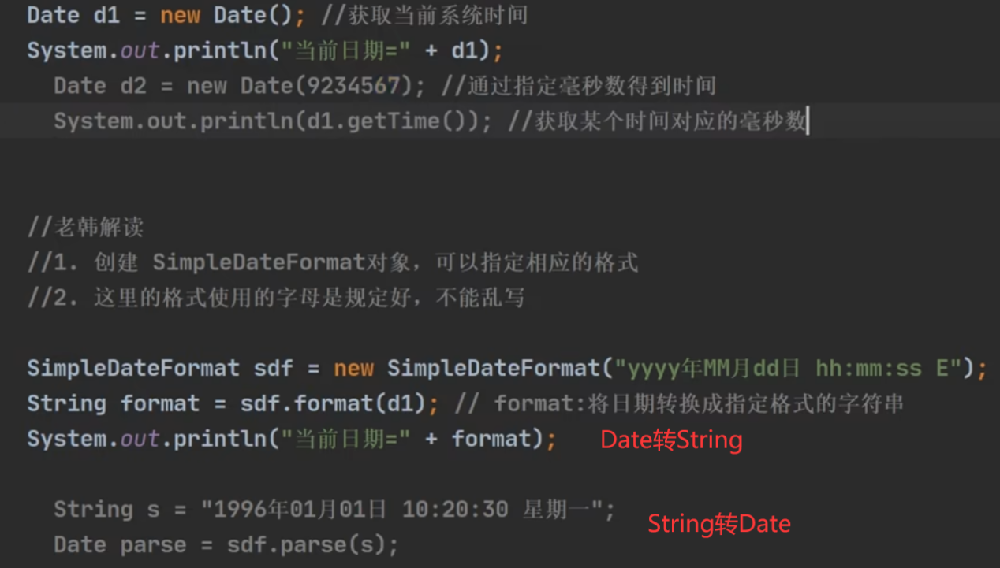 Date d1 = new Date(); //获取当前系统时间
System.out.println("当前日期=" + d1);
Date d2 = new Date(9234567); //通过指定毫秒数得到时间
System.out.println(d1.getTime()); //获取某个时间对应的毫秒数
//老韩解读
//1. 创建 SimpleDateFormat对象，可以指定相应的格式
//2. 这里的格式使用的字母是规定好，不能乱写
SimpleDateFormat sdf = new SimpleDateFormat("yyyy年MM月dd日 hh:mm:ss E");
String format = sdf.format(d1); // format:将日期转换成指定格式的字符串
System.out.println("当前日期=" + format);
Date转String
String s = "1996年01月01日 10:20:30 星期一";
String转Date
Date parse = sdf.parse(s);